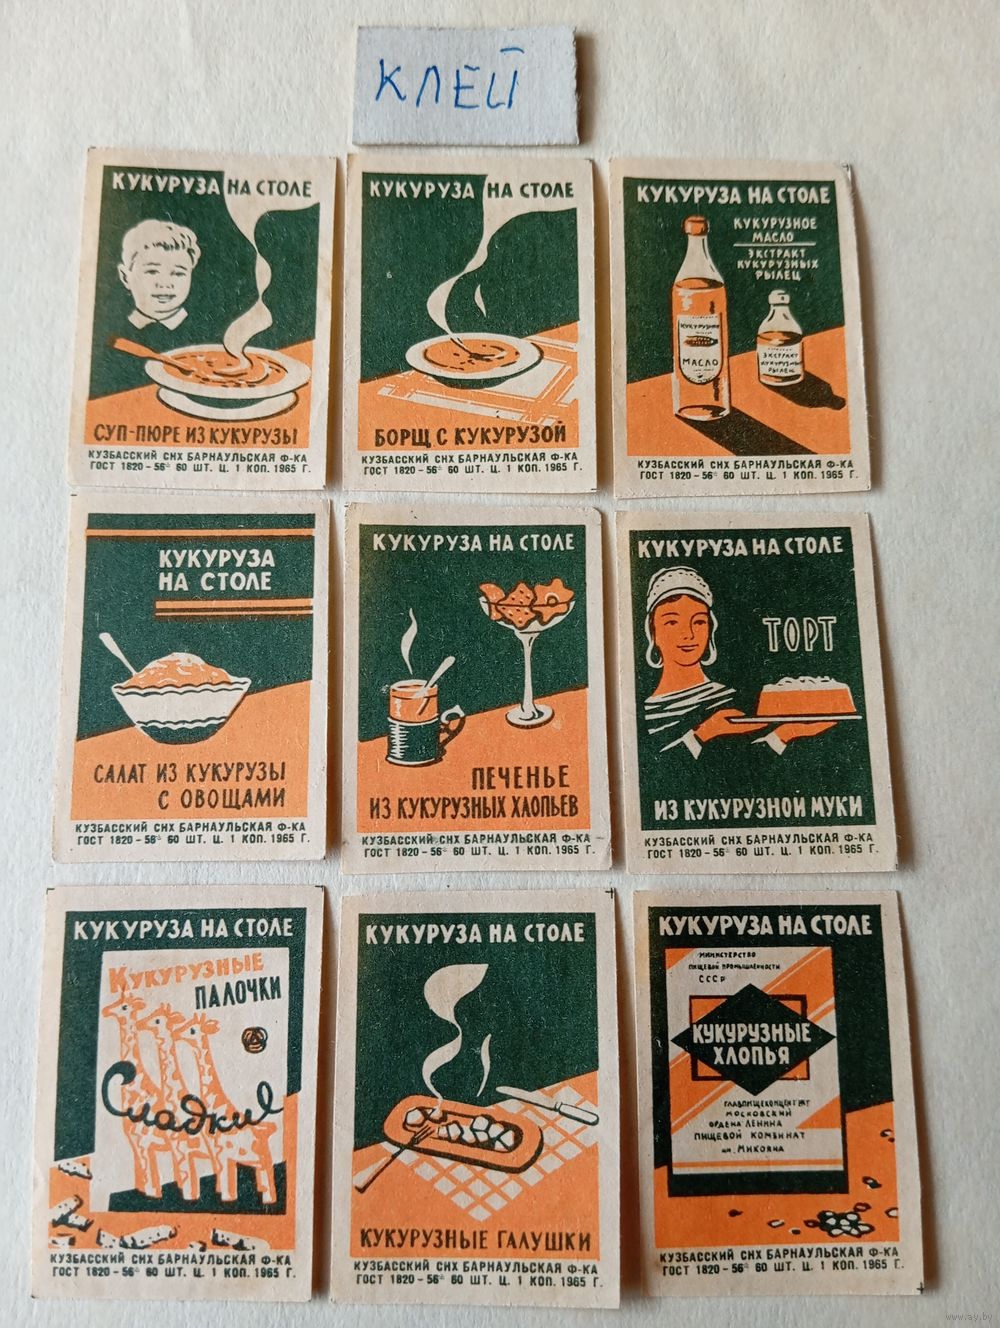 КЛЕЙ
КУКУРУЗА НА СТОЛЕ
СУП-ПЮРЕ ИЗ КУКУРУЗЫ
КУЗБАССКИЙ СНХ БАРНАУЛЬСКАЯ Ф-КА
ГОСТ 1820-56 60 ШТ. Ц. 1 КОП. 1965 Г.
КУКУРУЗА НА СТОЛЕ
БОРЩ С КУКУРУЗОЙ
КУЗБАССКИЙ СНХ БАРНАУЛЬСКАЯ Ф-КА
ГОСТ 1820-56 60 ШТ. Ц. 1 КОП. 1965 Г.
КУКУРУЗА НА СТОЛЕ
КУКУРУЗНОЕ
МАСЛО
ЭКСТРАКТ
КУКУРУЗНЫХ
РЫЛЕЦ
КУКУРУЗНОЕ
МАСЛО
ЭКСТРАКТ
КУКУРУЗН
РЫЛЕЦ
КУЗБАССКИЙ СНХ БАРНАУЛЬСКАЯ Ф-КА
ГОСТ 1820-56 60 ШТ. Ц. 1 КОП. 1965 Г.
КУКУРУЗА
НА СТОЛЕ
САЛАТ ИЗ КУКУРУЗЫ
С ОВОЩАМИ
КУЗБАССКИЙ СНХ БАРНАУЛЬСКАЯ Ф-КА
ГОСТ 1820-56 60 ШТ. Ц. 1 КОП. 1965 Г.
КУКУРУЗА НА СТОЛЕ
ПЕЧЕНЬЕ
ИЗ КУКУРУЗНЫХ ХЛОПЬЕВ
КУЗБАССКИЙ СНХ БАРНАУЛЬСКАЯ Ф-КА
ГОСТ 1820-56 60 ШТ. Ц. 1 КОП. 1965 Г.
КУКУРУЗА НА СТОЛЕ
ТОРТ
ИЗ КУКУРУЗНОЙ МУКИ
КУЗБАССКИЙ СНХ БАРНАУЛЬСКАЯ Ф-КА
ГОСТ 1820-56 60 ШТ. Ц. 1 КОП. 1965 Г.
КУКУРУЗА НА СТОЛЕ
КУКУРУЗНЫЕ
ПАЛОЧКИ
Сладкие
КУЗБАССКИЙ СНХ БАРНАУЛЬСКАЯ Ф-КА
ГОСТ 1820-56 60 ШТ. Ц. 1 КОП. 1965 Г.
КУКУРУЗА НА СТОЛЕ
КУКУРУЗНЫЕ ГАЛУШКИ
КУЗБАССКИЙ СНХ БАРНАУЛЬСКАЯ Ф-КА
ГОСТ 1820-56 60 ШТ. Ц. 1 КОП. 1965 Г.
КУКУРУЗА НА СТОЛЕ
МИНИСТЕРСТВО
ПИЩЕВОЙ ПРОМЫШЛЕННОСТИ
СССР
КУКУРУЗНЫЕ
ХЛОПЬЯ
ГЛАВПИЩЕКОНЦЕНТРАТ
МОСКОВСКИЙ
ОРДЕНА ЛЕНИНА
ПИЩЕВОЙ КОМБИНАТ
ИМ. МИКОЯНА
КУЗБАССКИЙ СНХ БАРНАУЛЬСКАЯ Ф-КА
ГОСТ 1820-56 60 ШТ. Ц. 1 КОП. 1965 Г.
www.ay.by